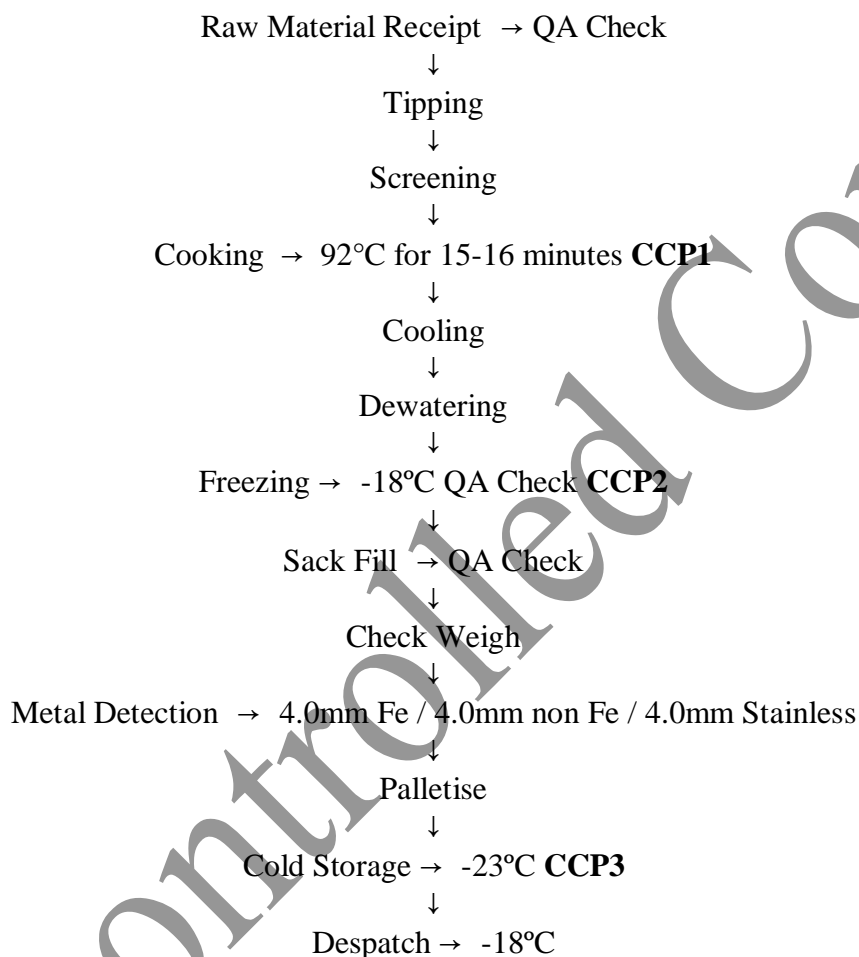 Raw Material Receipt → QA Check
↓
Tipping
↓
Screening
↓
Cooking → 92°C for 15-16 minutes CCP1
↓
Cooling
↓
Dewatering
↓
Freezing → -18ºC QA Check CCP2
↓
Sack Fill → QA Check
↓
Check Weigh
↓
Metal Detection → 4.0mm Fe / 4.0mm non Fe / 4.0mm Stainless
↓
Palletise
↓
Cold Storage → -23ºC CCP3
↓
Despatch → -18ºC
ontrolled Co